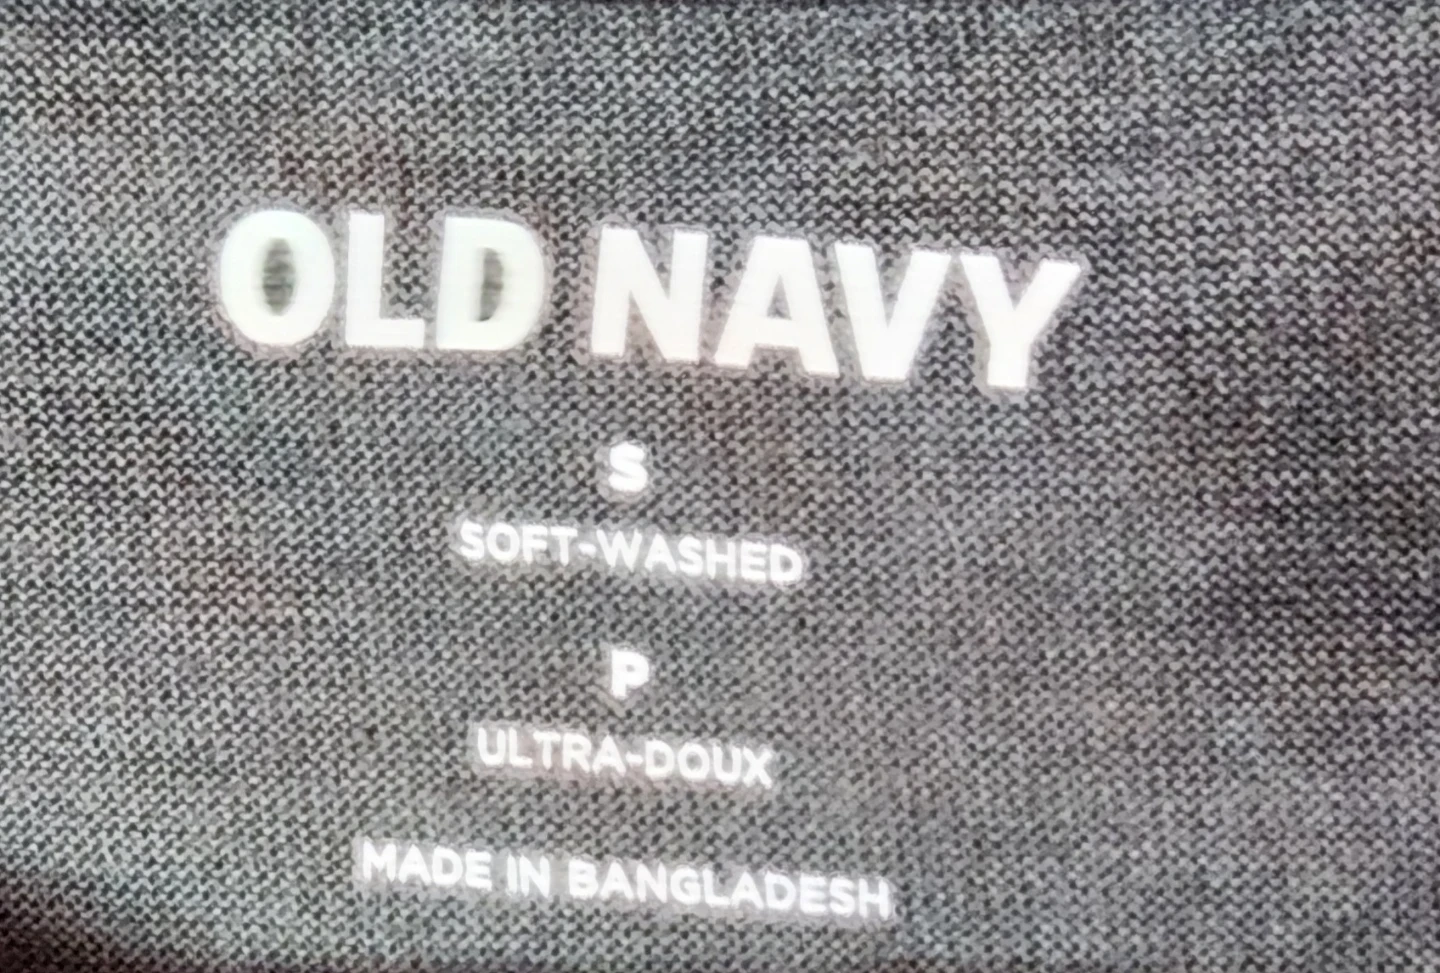 OLD NAVY
S
SOFT-WASHED
P
ULTRA-DOUX
MADE IN BANGLADESH